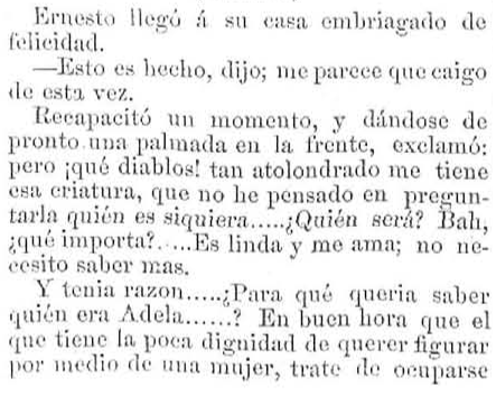 Ernesto llegó á su casa embriagado de
felicidad.
—Esto es hecho, dijo; me parece que caigo
de esta vez.
Recapacitó un momento, y dándose de
pronto una palmada en la frente, exclamó:
pero ¡qué diablos! tan atolondrado me tiene
esa criatura, que no he pensado en pregun-
tarla quién es siquiera.....¿Quién será? Bah,
¿qué importa?.....Es linda y me ama; no ne-
cesito saber mas.
Y tenia razon.....¿Para qué queria saber
quién era Adela......? En buen hora que el
que tiene la poca dignidad de querer figurar
por medio de una mujer, trate de ocuparse